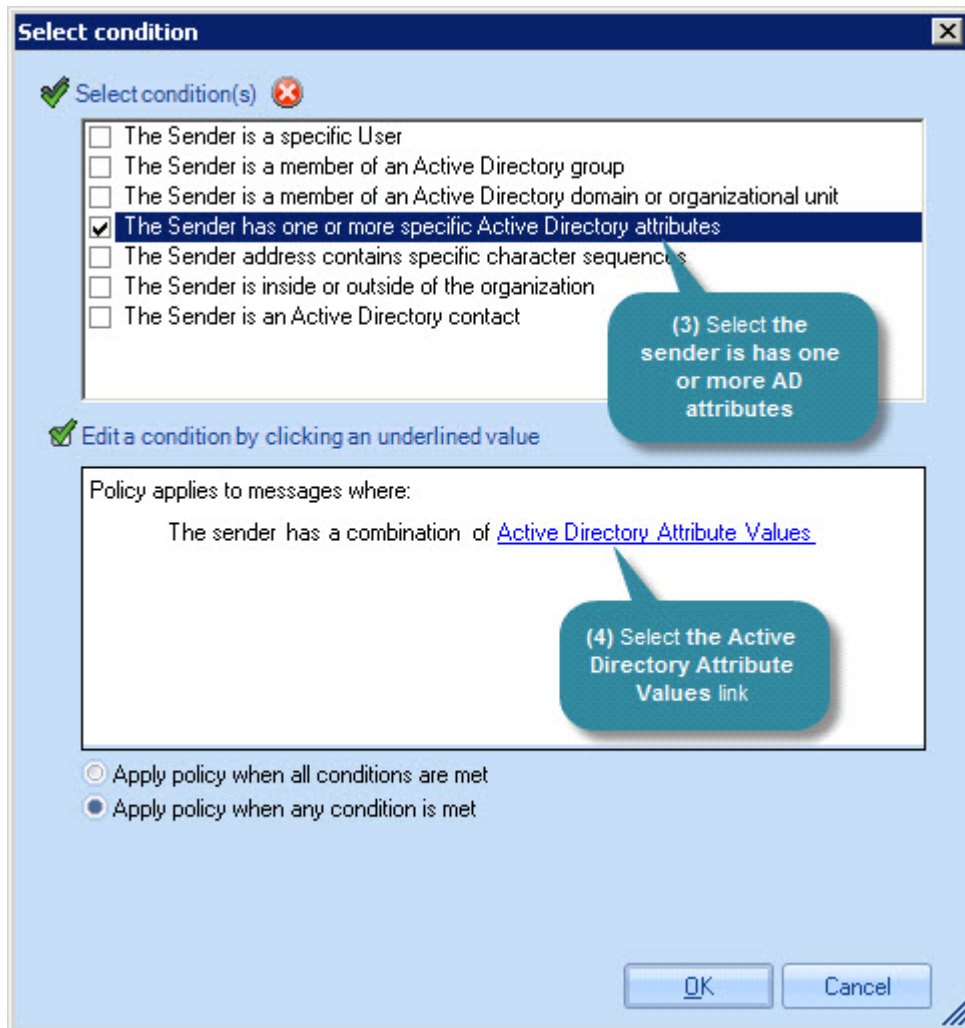 Select condition
Select condition(s)
The Sender is a specific User
The Sender is a member of an Active Directory group
The Sender is a member of an Active Directory domain or organizational unit
The Sender has one or more specific Active Directory attributes
The Sender address contains specific character sequences
The Sender is inside or outside of the organization
The Sender is an Active Directory contact
(3) Select the
sender is has one
or more AD
attributes
Edit a condition by clicking an underlined value
Policy applies to messages where:
The sender has a combination of Active Directory Attribute Values
(4) Select the Active
Directory Attribute
Values link
Apply policy when all conditions are met
Apply policy when any condition is met
OK
Cancel